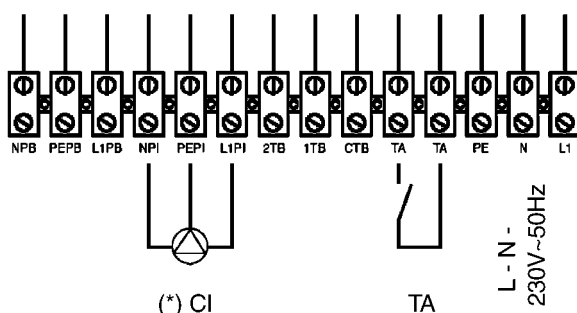 NPB PEPB L1PB NPI PEPI L1PI 2TB 1TB CTB TA TA PE N L1
(*) CI
TA
L - N -
230V~50Hz